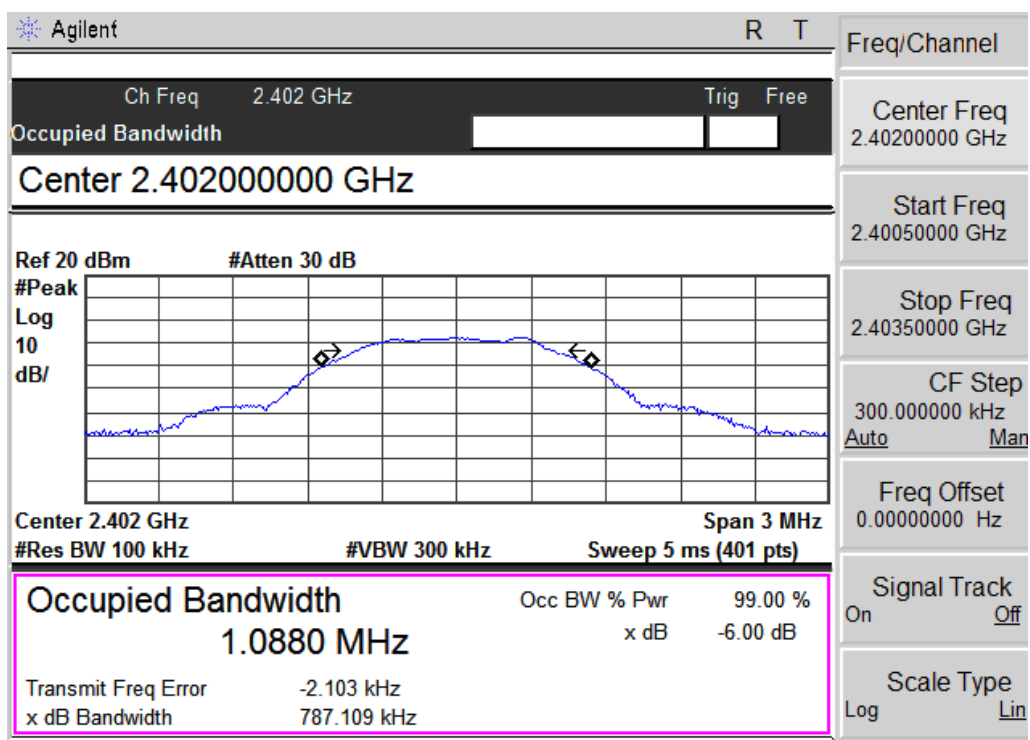 Agilent R T
Ch Freq 2.402 GHz Trig Free
Occupied Bandwidth
Center 2.402000000 GHz
Ref 20 dBm #Atten 30 dB
#Peak
Log
10
dB/
Center 2.402 GHz Span 3 MHz
#Res BW 100 kHz #VBW 300 kHz Sweep 5 ms (401 pts)
Occupied Bandwidth Occ BW % Pwr 99.00 %
1.0880 MHz x dB -6.00 dB
Transmit Freq Error -2.103 kHz
x dB Bandwidth 787.109 kHz
Freq/Channel
Center Freq
2.40200000 GHz
Start Freq
2.40050000 GHz
Stop Freq
2.40350000 GHz
CF Step
300.000000 kHz
Auto Man
Freq Offset
0.00000000 Hz
Signal Track
On Off
Scale Type
Log Lin